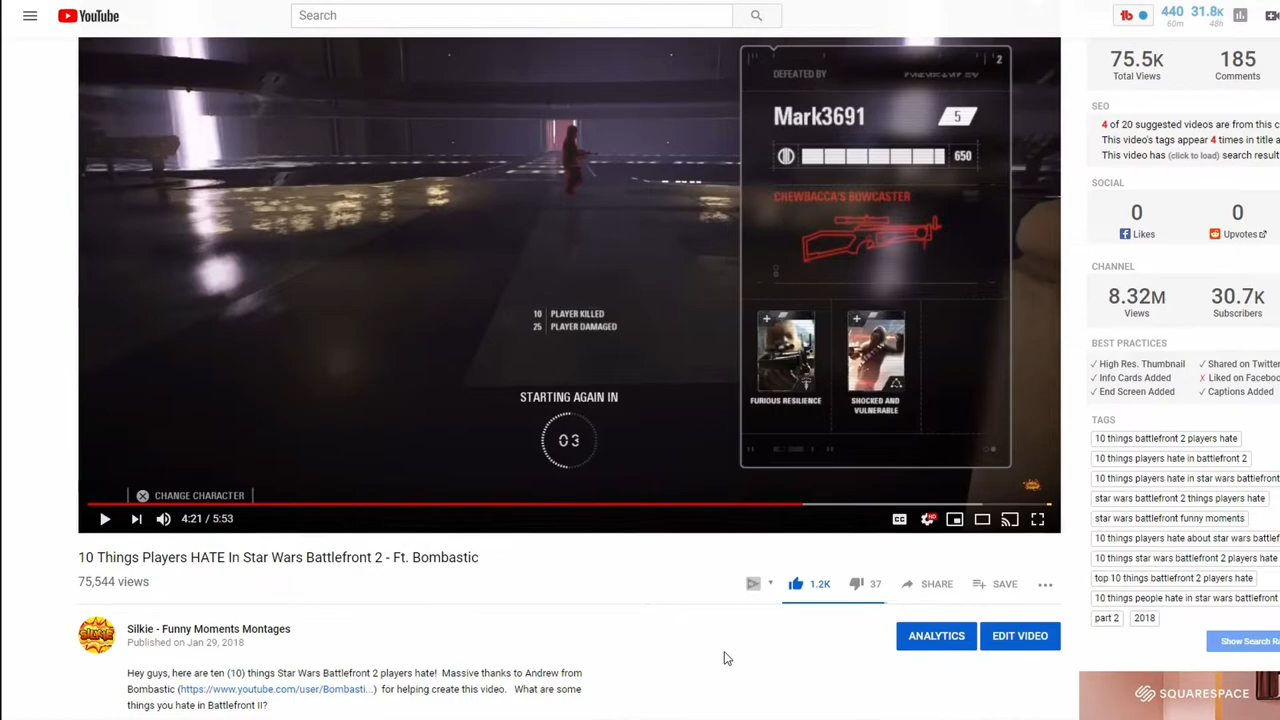 YouTube
Search
tb
440
60m
31.8K
48h
2
DEFEATED BY
Mark3691
5
650
CHEWBACCA'S BOWCASTER
10 PLAYER KILLED
25 PLAYER DAMAGED
FURIOUS RESILIENCE
SHOCKED AND
VULNERABLE
STARTING AGAIN IN
03
CHANGE CHARACTER
4:21 / 5:53
CC
HD
10 Things Players HATE In Star Wars Battlefront 2 - Ft. Bombastic
75,544 views
1.2K
37
SHARE
SAVE
SILKIE
Silkie - Funny Moments Montages
Published on Jan 29, 2018
ANALYTICS
EDIT VIDEO
Hey guys, here are ten (10) things Star Wars Battlefront 2 players hate! Massive thanks to Andrew from
Bombastic (https://www.youtube.com/user/Bombasti...) for helping create this video. What are some
things you hate in Battlefront II?
75.5K
Total Views
185
Comments
SEO
4 of 20 suggested videos are from this c
This video's tags appear 4 times in title a
This video has (click to load) search result
SOCIAL
0
Likes
0
Upvotes
CHANNEL
8.32M
Views
30.7K
Subscribers
BEST PRACTICES
✓ High Res. Thumbnail
✓ Shared on Twitter
✓ Info Cards Added
✗ Liked on Faceboo
✓ End Screen Added
✓ Captions Added
TAGS
10 things battlefront 2 players hate
10 things players hate in battlefront 2
10 things players hate in star wars battlefront
star wars battlefront 2 things players hate
star wars battlefront funny moments
10 things players hate about star wars battlef
10 things star wars battlefront 2 players hate
top 10 things battlefront 2 players hate
10 things people hate in star wars battlefront
part 2
2018
Show Search Ra
SQUARESPACE